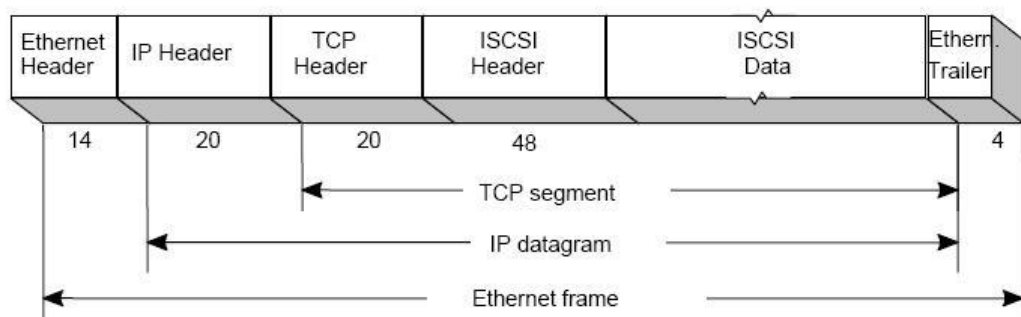 Ethernet
Header
IP Header
TCP
Header
ISCSI
Header
ISCSI
Data
Ethern.
Trailer
14
20
20
48
4
TCP segment
IP datagram
Ethernet frame